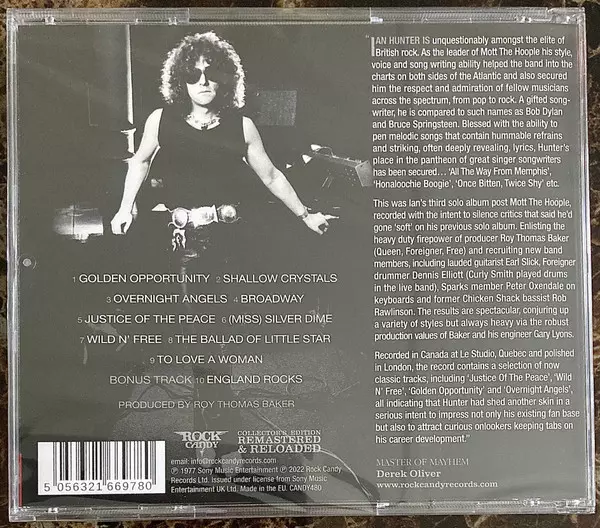 "IAN HUNTER IS unquestionably amongst the elite of
British rock. As the leader of Mott The Hoople his style,
voice and song writing ability helped the band into the
charts on both sides of the Atlantic and also secured
him the respect and admiration of fellow musicians
across the spectrum, from pop to rock. A gifted song-
writer, he is compared to such names as Bob Dylan
and Bruce Springsteen. Blessed with the ability to
pen melodic songs that contain hummable refrains
and striking, often deeply revealing, lyrics, Hunter's
place in the pantheon of great singer songwriters
has been secured... 'All The Way From Memphis',
'Honaloochie Boogie', 'Once Bitten, Twice Shy' etc.
This was Ian's third solo album post Mott The Hoople,
recorded with the intent to silence critics that said he'd
gone 'soft' on his previous solo album. Enlisting the
heavy duty firepower of producer Roy Thomas Baker
(Queen, Foreigner, Free) and recruiting new band
members, including lauded guitarist Earl Slick, Foreigner
drummer Dennis Elliott (Curly Smith played drums
in the live band), Sparks member Peter Oxendale on
keyboards and former Chicken Shack bassist Rob
Rawlinson. The results are spectacular, conjuring up
a variety of styles but always heavy via the robust
production values of Baker and his engineer Gary Lyons.
Recorded in Canada at Le Studio, Quebec and polished
in London, the record contains a selection of now
classic tracks, including 'Justice Of The Peace', 'Wild
N' Free', 'Golden Opportunity' and 'Overnight Angels',
all indicating that Hunter had shed another skin in a
serious intent to impress not only his existing fan base
but also to attract curious onlookers keeping tabs on
his career development."
MASTER OF MAYHEM
Derek Oliver
www.rockcandyrecords.com
1 GOLDEN OPPORTUNITY 2 SHALLOW CRYSTALS
3 OVERNIGHT ANGELS 4 BROADWAY
5 JUSTICE OF THE PEACE 6 (MISS) SILVER DIME
7 WILD N' FREE 8 THE BALLAD OF LITTLE STAR
9 TO LOVE A WOMAN
BONUS TRACK 10 ENGLAND ROCKS
PRODUCED BY ROY THOMAS BAKER
ROCK
CANDY
COLLECTOR'S EDITION
REMASTERED
& RELOADED
email: info@rockcandyrecords.com
℗ 1977 Sony Music Entertainment © 2022 Rock Candy
Records Ltd. issued under license from Sony Music
Entertainment UK Ltd. Made in the EU. CANDY480
5 056321 669780